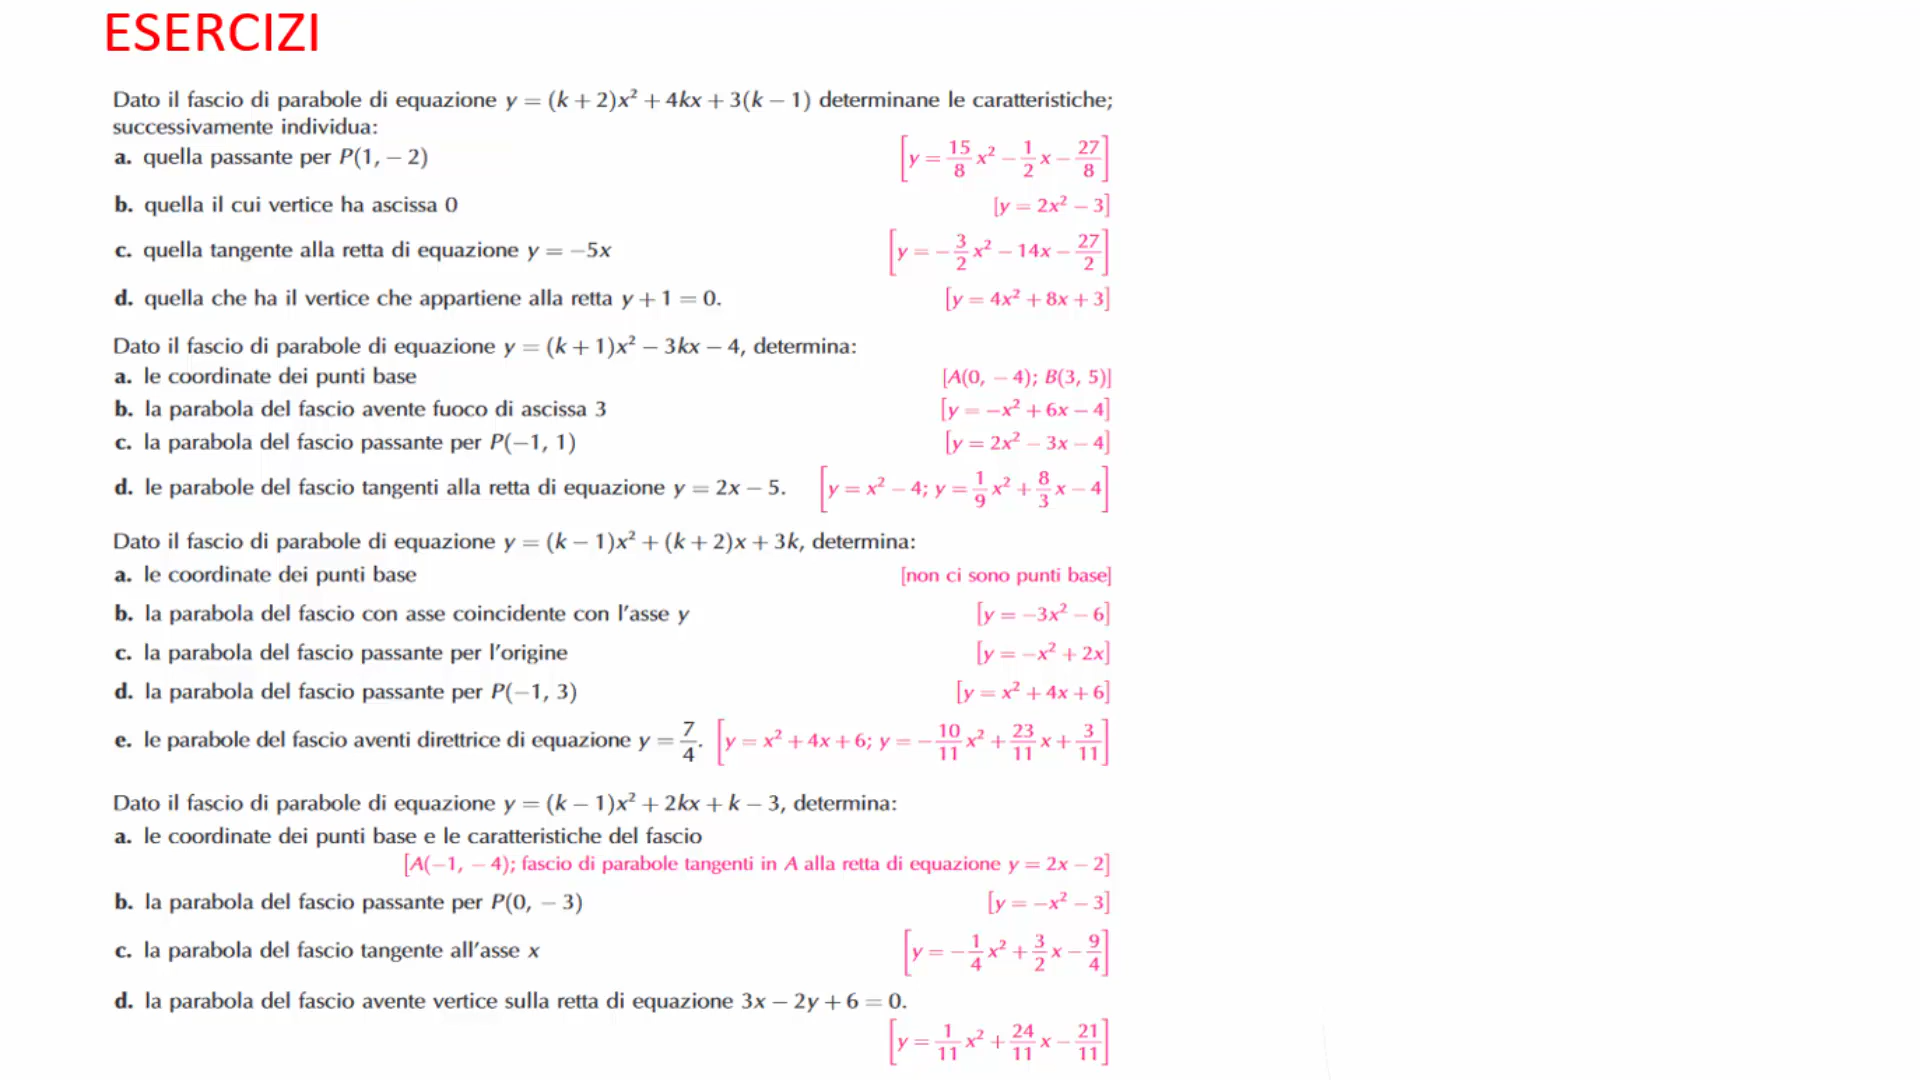 ESERCIZI
Dato il fascio di parabole di equazione y = (k + 2)x² + 4kx + 3(k − 1) determinane le caratteristiche;
successivamente individua:
a. quella passante per P(1, − 2) [y = 15/8 x² − 1/2 x − 27/8]
b. quella il cui vertice ha ascissa 0 [y = 2x² − 3]
c. quella tangente alla retta di equazione y = −5x [y = − 3/2 x² − 14x − 27/2]
d. quella che ha il vertice che appartiene alla retta y + 1 = 0. [y = 4x² + 8x + 3]
Dato il fascio di parabole di equazione y = (k + 1)x² − 3kx − 4, determina:
a. le coordinate dei punti base [A(0, − 4); B(3, 5)]
b. la parabola del fascio avente fuoco di ascissa 3 [y = −x² + 6x − 4]
c. la parabola del fascio passante per P(−1, 1) [y = 2x² − 3x − 4]
d. le parabole del fascio tangenti alla retta di equazione y = 2x − 5. [y = x² − 4; y = 1/9 x² + 8/3 x − 4]
Dato il fascio di parabole di equazione y = (k − 1)x² + (k + 2)x + 3k, determina:
a. le coordinate dei punti base [non ci sono punti base]
b. la parabola del fascio con asse coincidente con l'asse y [y = −3x² − 6]
c. la parabola del fascio passante per l'origine [y = −x² + 2x]
d. la parabola del fascio passante per P(−1, 3) [y = x² + 4x + 6]
e. le parabole del fascio aventi direttrice di equazione y = 7/4. [y = x² + 4x + 6; y = − 10/11 x² + 23/11 x + 3/11]
Dato il fascio di parabole di equazione y = (k − 1)x² + 2kx + k − 3, determina:
a. le coordinate dei punti base e le caratteristiche del fascio
[A(−1, − 4); fascio di parabole tangenti in A alla retta di equazione y = 2x − 2]
b. la parabola del fascio passante per P(0, − 3) [y = −x² − 3]
c. la parabola del fascio tangente all'asse x [y = − 1/4 x² + 3/2 x − 9/4]
d. la parabola del fascio avente vertice sulla retta di equazione 3x − 2y + 6 = 0.
[y = 1/11 x² + 24/11 x − 21/11]